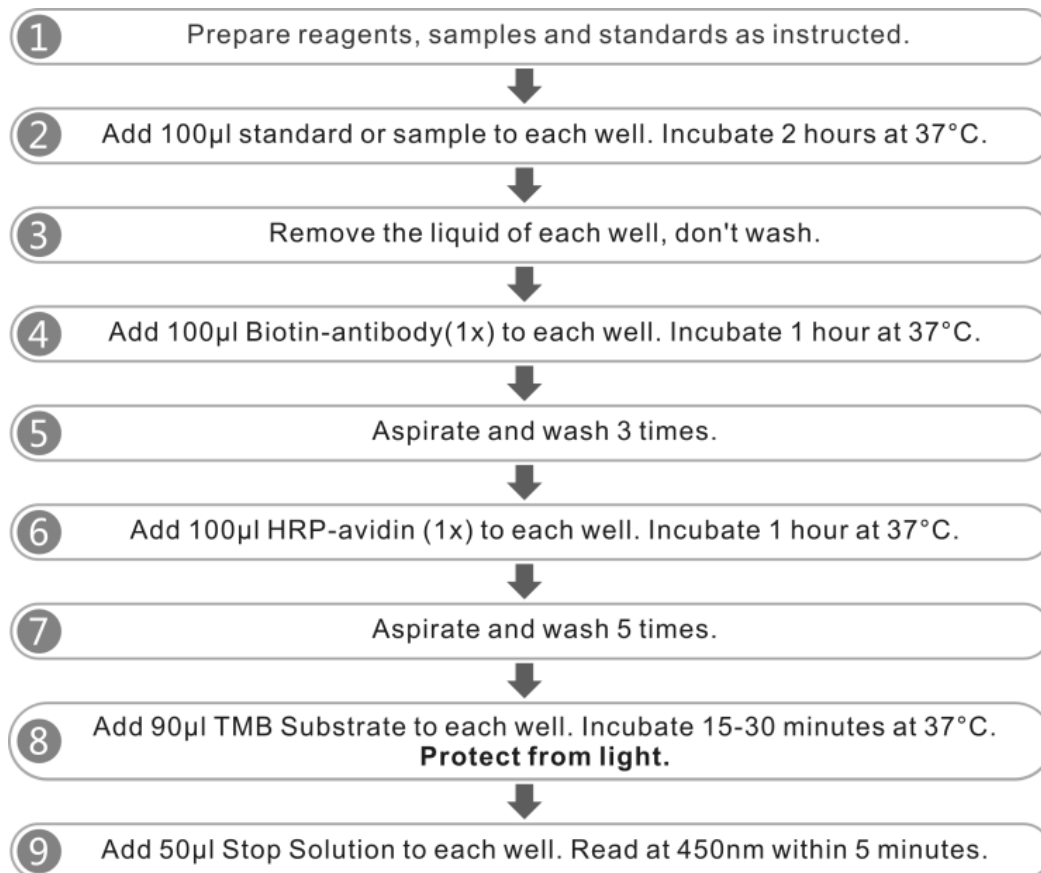 1 Prepare reagents, samples and standards as instructed.
2 Add 100µl standard or sample to each well. Incubate 2 hours at 37°C.
3 Remove the liquid of each well, don't wash.
4 Add 100µl Biotin-antibody(1x) to each well. Incubate 1 hour at 37°C.
5 Aspirate and wash 3 times.
6 Add 100µl HRP-avidin (1x) to each well. Incubate 1 hour at 37°C.
7 Aspirate and wash 5 times.
8 Add 90µl TMB Substrate to each well. Incubate 15-30 minutes at 37°C.
Protect from light.
9 Add 50µl Stop Solution to each well. Read at 450nm within 5 minutes.